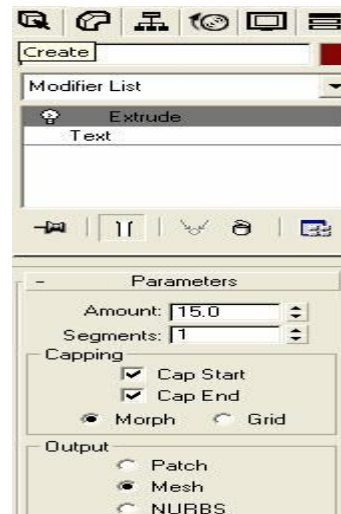 Create
Modifier List
Extrude
Text
- Parameters
Amount: 15.0
Segments: 1
Capping
Cap Start
Cap End
Morph Grid
Output
Patch
Mesh
NURBS